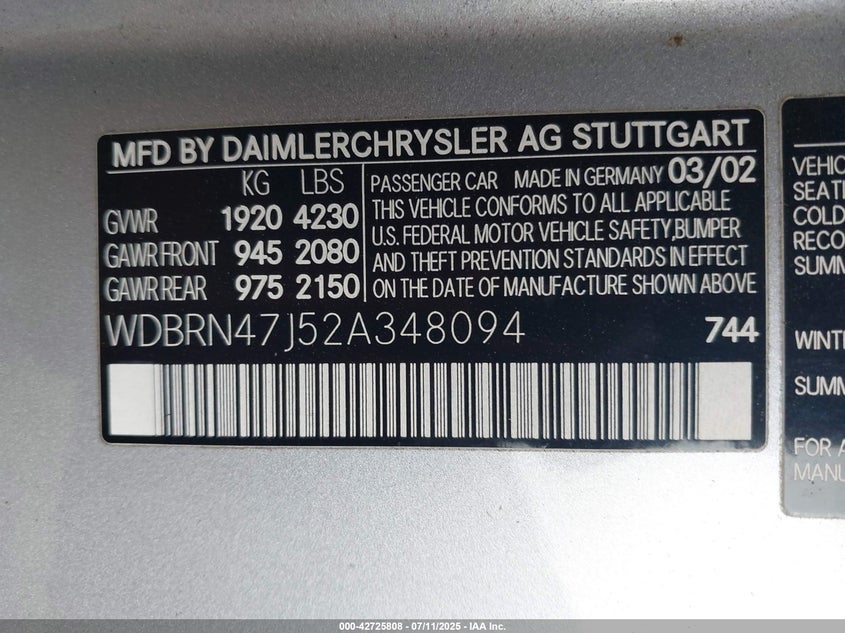 MFD BY DAIMLERCHRYSLER AG STUTTGART
KG LBS
GVWR 1920 4230
GAWR FRONT 945 2080
GAWR REAR 975 2150
PASSENGER CAR MADE IN GERMANY 03/02
THIS VEHICLE CONFORMS TO ALL APPLICABLE
U.S. FEDERAL MOTOR VEHICLE SAFETY,BUMPER
AND THEFT PREVENTION STANDARDS IN EFFECT
ON THE DATE OF MANUFACTURE SHOWN ABOVE
WDBRN47J52A348094 744
VEHIC
SEATI
COLD
RECO
SUMM
WINT
SUMM
FOR A
MANU
000-42725808 - 07/11/2025 - IAA Inc.